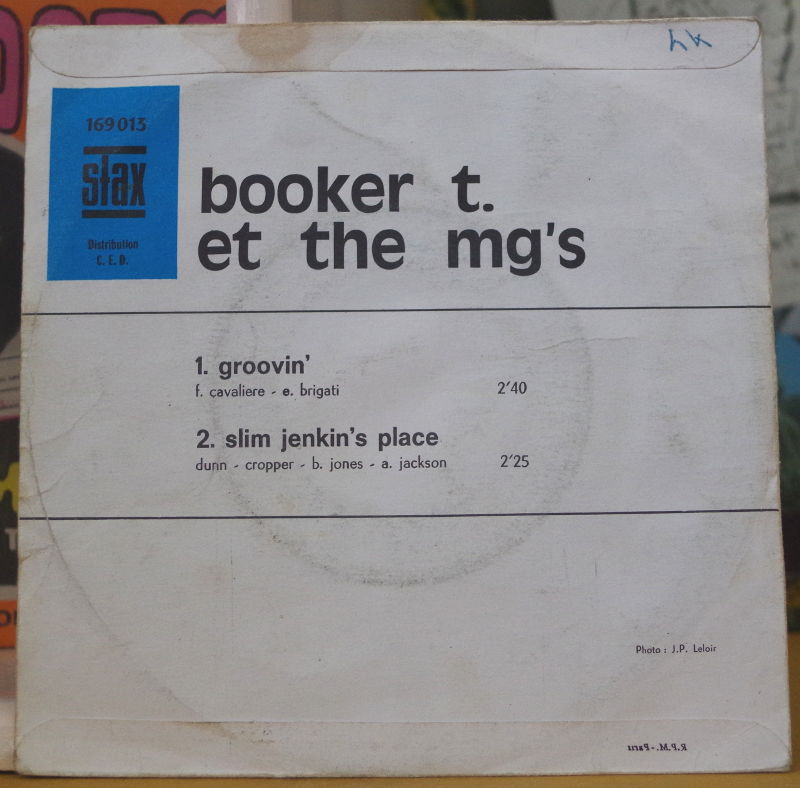 169 013
stax
Distribution
C. E. D.
booker t.
et the mg's
1. groovin'
f. cavaliere - e. brigati 2'40
2. slim jenkin's place
dunn - cropper - b. jones - a. jackson 2'25
Photo : J.P. Leloir
R.P.M. - Paris